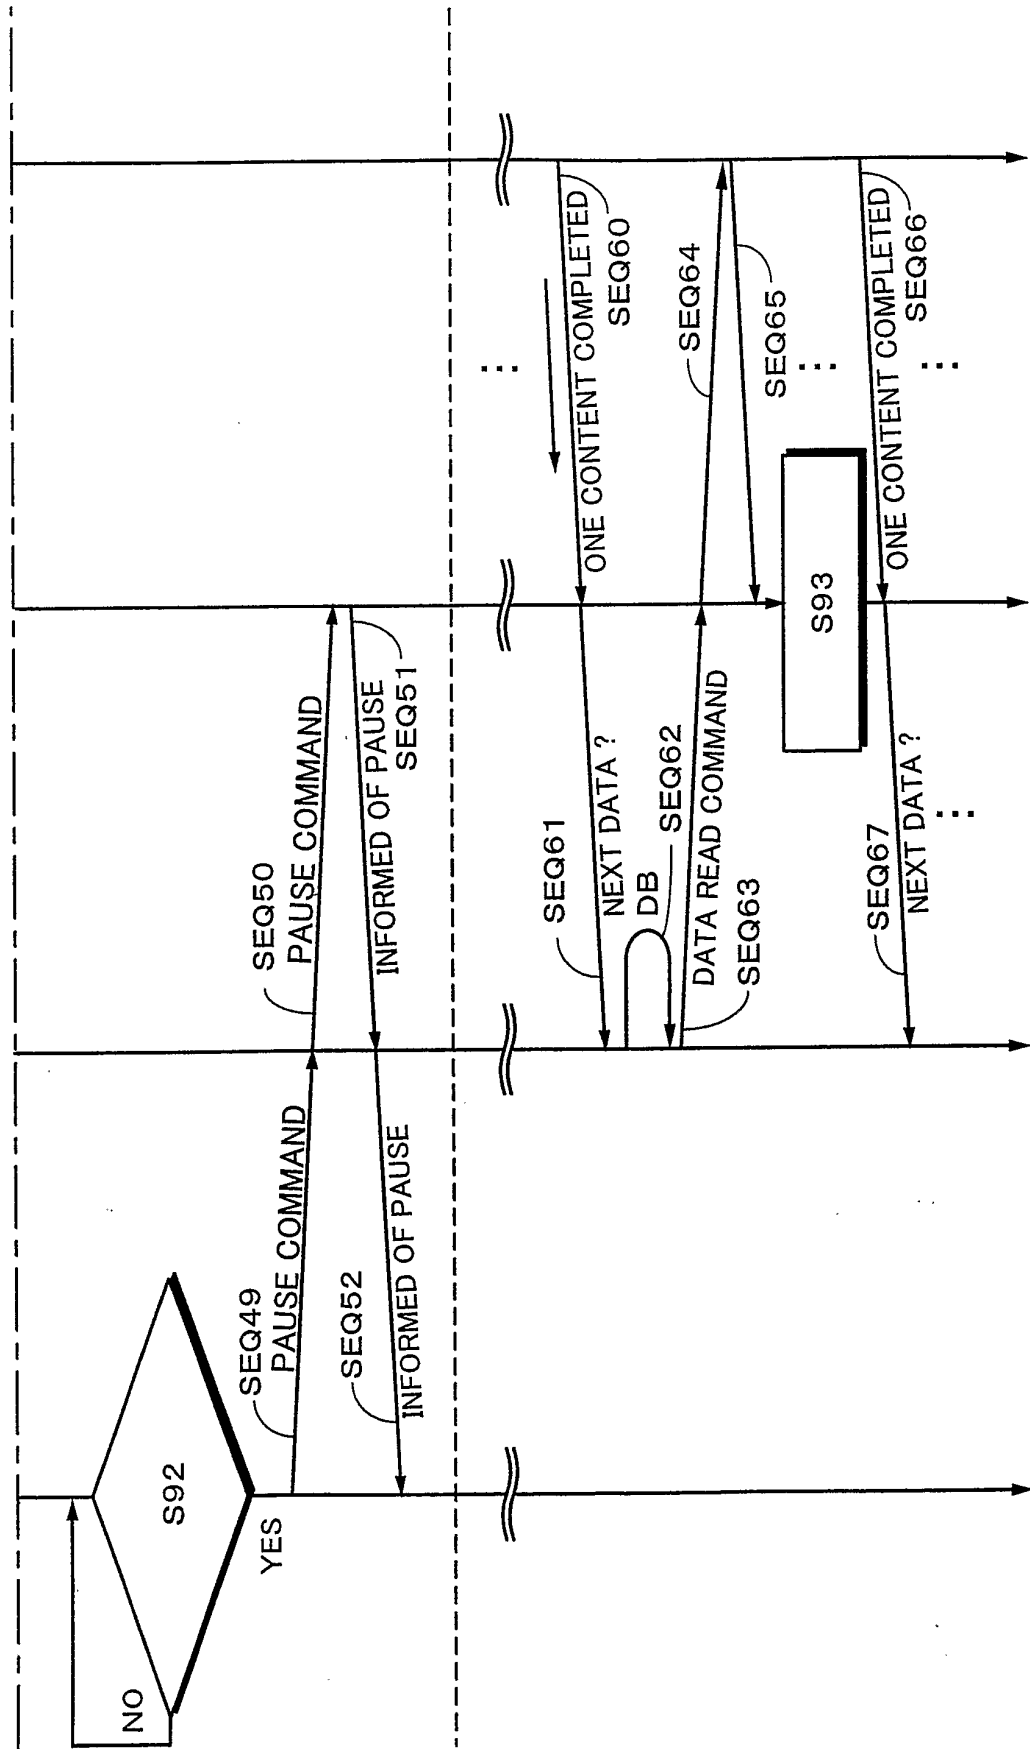 NO
S92
YES
SEQ49
PAUSE COMMAND
SEQ50
PAUSE COMMAND
INFORMED OF PAUSE
SEQ51
SEQ52
INFORMED OF PAUSE
...
ONE CONTENT COMPLETED
SEQ60
SEQ61
NEXT DATA ?
DB
SEQ62
DATA READ COMMAND
SEQ63
SEQ64
SEQ65
...
S93
ONE CONTENT COMPLETED
SEQ66
...
SEQ67
NEXT DATA ?
...